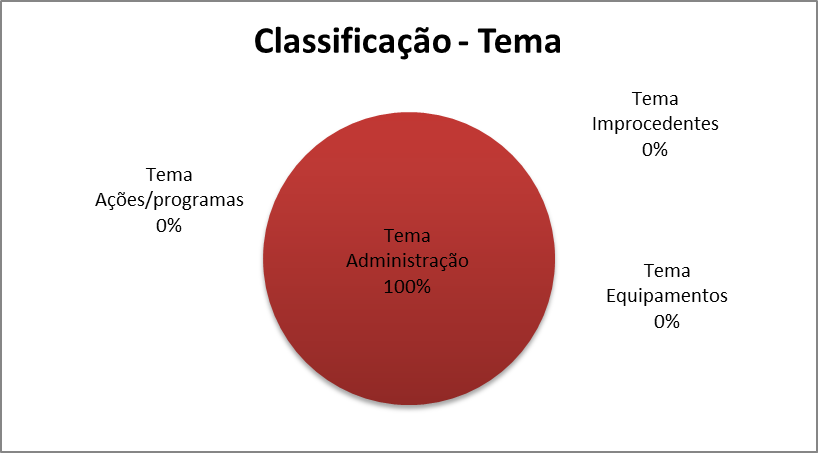 Classificação - Tema
Tema
Improcedentes
0%
Tema
Ações/programas
0%
Tema
Administração
100%
Tema
Equipamentos
0%